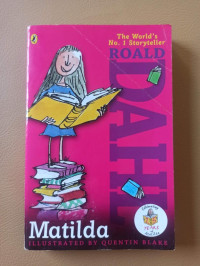 The World's
No. 1 Storyteller
ROALD
DAHL
Matilda
ILLUSTRATED BY QUENTIN BLAKE